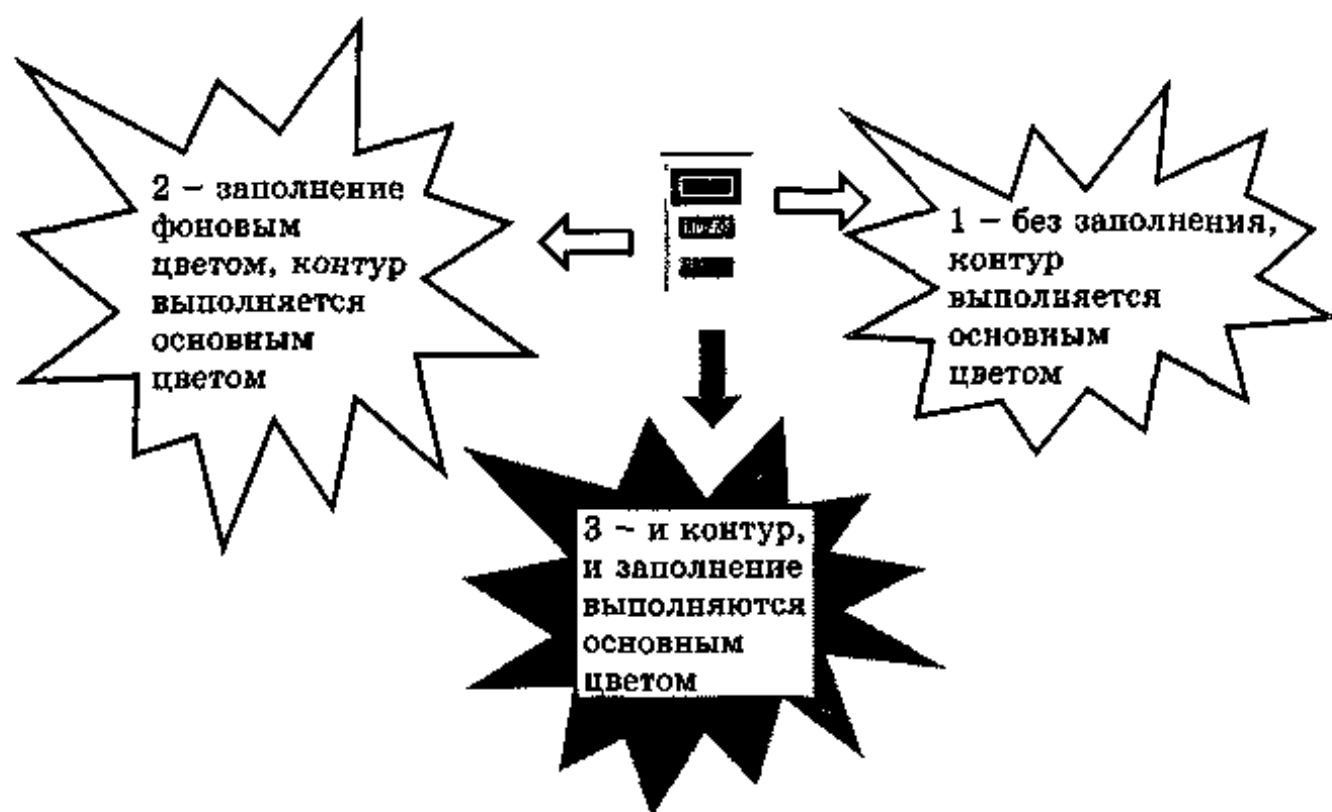 2 – заполнение
фоновым
цветом, контур
выполняется
основным
цветом
1 – без заполнения,
контур
выполняется
основным
цветом
3 – и контур,
и заполнение
выполняются
основным
цветом